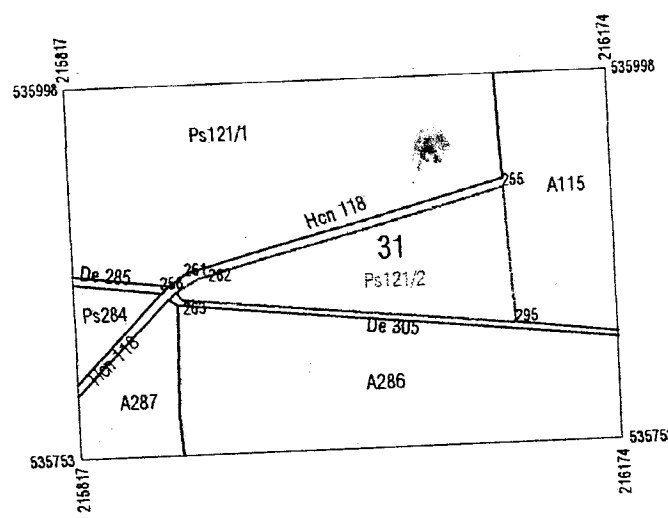 215817
216174
535998
535998
Ps121/1
255
A115
Hcn 118
31
261
262
De 285
256
Ps121/2
263
295
Ps284
De 305
Hcn 118
A286
A287
535753
535753
215817
216174